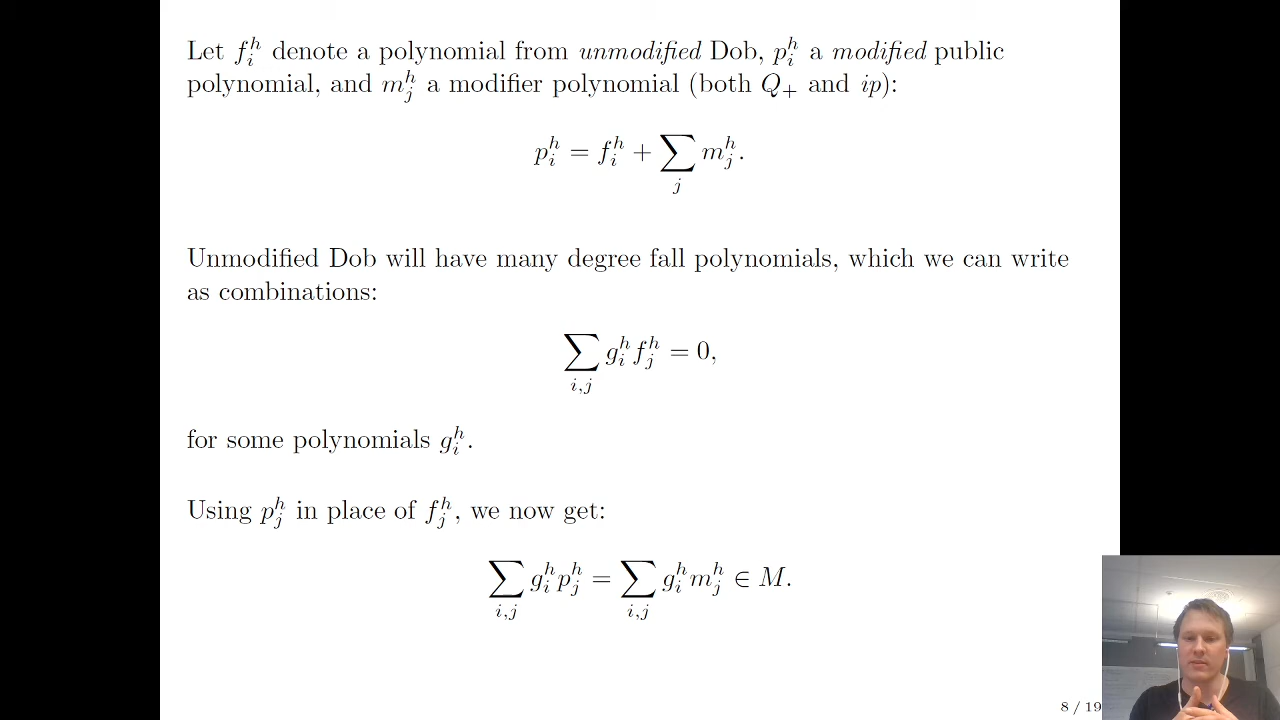 Let f_i^h denote a polynomial from unmodified Dob, p_i^h a modified public
polynomial, and m_j^h a modifier polynomial (both Q_+ and ip):
p_i^h = f_i^h + ∑_j m_j^h.
Unmodified Dob will have many degree fall polynomials, which we can write
as combinations:
∑_{i,j} g_i^h f_j^h = 0,
for some polynomials g_i^h.
Using p_j^h in place of f_j^h, we now get:
∑_{i,j} g_i^h p_j^h = ∑_{i,j} g_i^h m_j^h ∈ M.
8 / 19